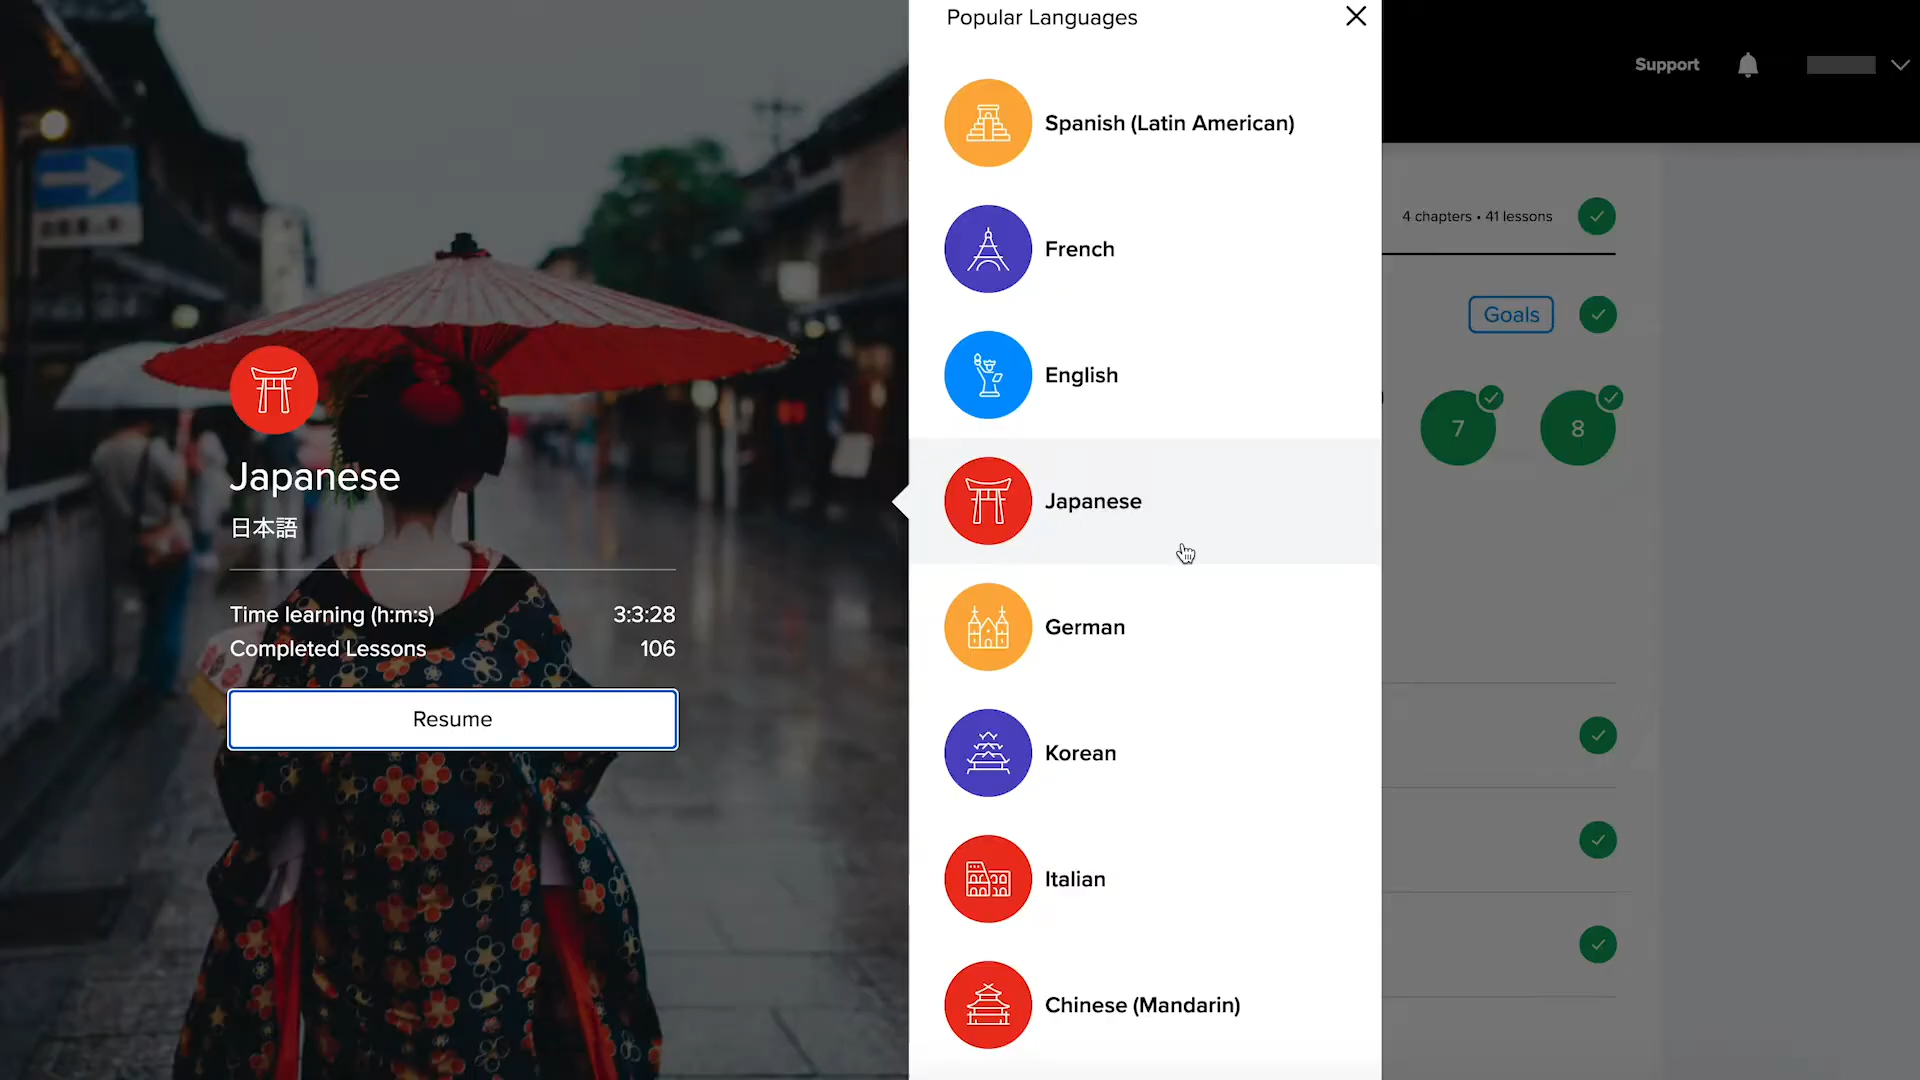 Popular Languages
Support
Spanish (Latin American)
4 chapters • 41 lessons
French
Goals
English
7
8
Japanese
Japanese
日本語
Time learning (h:m:s) 3:3:28
Completed Lessons 106
Resume
German
Korean
Italian
Chinese (Mandarin)